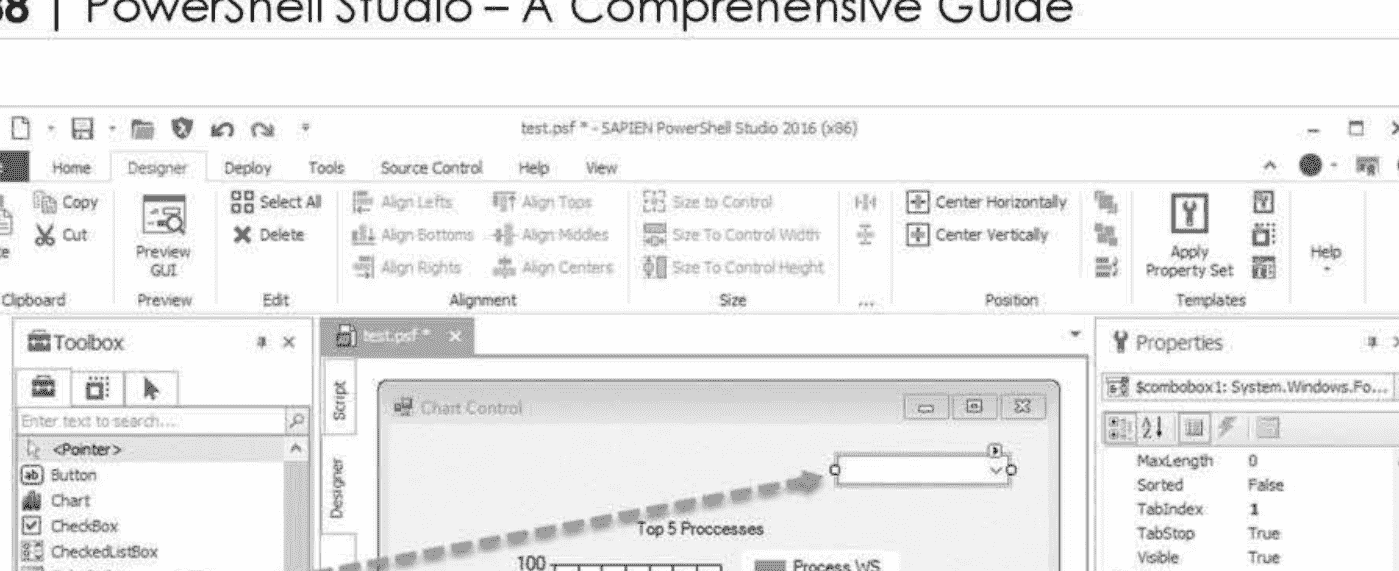 8 | PowerShell Studio – A Comprehensive Guide
test.psf * - SAPIEN PowerShell Studio 2016 (x86)
Home Designer Deploy Tools Source Control Help View
Copy
Cut
Preview
GUI
Select All
Delete
Align Lefts
Align Tops
Align Bottoms
Align Middles
Align Rights
Align Centers
Size to Control
Size To Control Width
Size To Control Height
Center Horizontally
Center Vertically
Apply
Property Set
Help
Clipboard Preview Edit Alignment Size ... Position Templates
Toolbox
Enter text to search...
<Pointer>
Button
Chart
CheckBox
CheckedListBox
test.psf *
Script
Designer
Chart Control
Top 5 Proccesses
100
Process WS
Properties
$combobox1: System.Windows.Fo...
MaxLength 0
Sorted False
TabIndex 1
TabStop True
Visible True